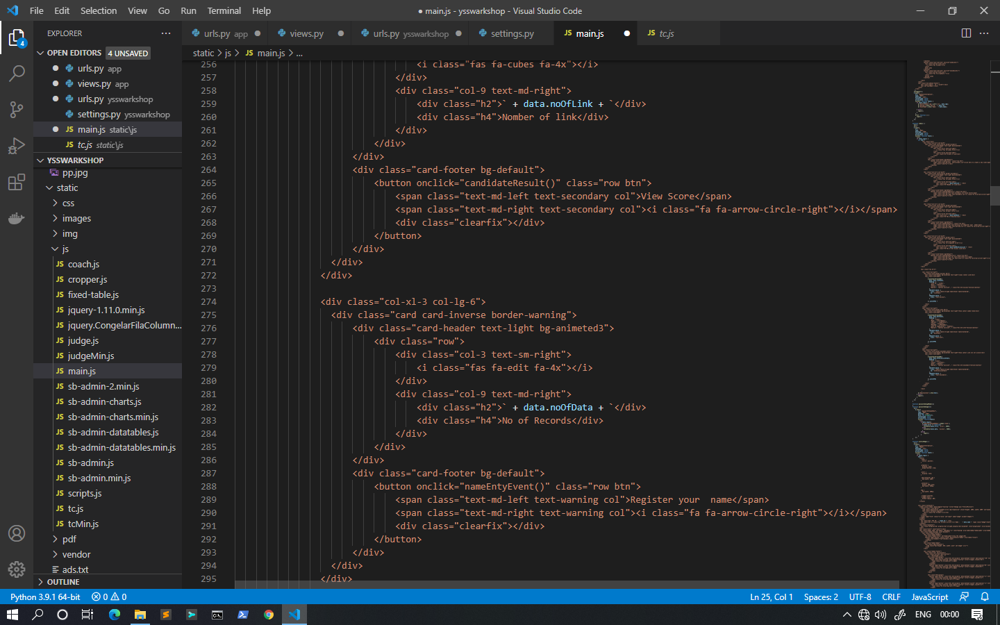 File Edit Selection View Go Run Terminal Help
● main.js - ysswarkshop - Visual Studio Code
EXPLORER ...
urls.py app
views.py
urls.py ysswarkshop
settings.py
JS main.js
JS tc.js
4
OPEN EDITORS 4 UNSAVED
urls.py app
views.py app
urls.py ysswarkshop
settings.py ysswarkshop
JS main.js static\js
JS tc.js static\js
YSSWARKSHOP
pp.jpg
static
css
images
img
js
JS coach.js
JS cropper.js
JS fixed-table.js
JS jquery-1.11.0.min.js
JS jquery.CongelarFilaColumn...
JS judge.js
JS judgeMin.js
JS main.js
JS sb-admin-2.min.js
JS sb-admin-charts.js
JS sb-admin-charts.min.js
JS sb-admin-datatables.js
JS sb-admin-datatables.min.js
JS sb-admin.js
JS sb-admin.min.js
JS scripts.js
JS tc.js
JS tcMin.js
pdf
vendor
ads.txt
OUTLINE
static > js > JS main.js > ...
256 <i class="fas fa-cubes fa-4x"></i>
257 </div>
258 <div class="col-9 text-md-right">
259 <div class="h2">` + data.noOfLink + `</div>
260 <div class="h4">Nomber of link</div>
261 </div>
262 </div>
263 </div>
264 <div class="card-footer bg-default">
265 <button onclick="candidateResult()" class="row btn">
266 <span class="text-md-left text-secondary col">View Score</span>
267 <span class="text-md-right text-secondary col"><i class="fa fa-arrow-circle-right"></i></span>
268 <div class="clearfix"></div>
269 </button>
270 </div>
271 </div>
272 </div>
273
274 <div class="col-xl-3 col-lg-6">
275 <div class="card card-inverse border-warning">
276 <div class="card-header text-light bg-animeted3">
277 <div class="row">
278 <div class="col-3 text-sm-right">
279 <i class="fas fa-edit fa-4x"></i>
280 </div>
281 <div class="col-9 text-md-right">
282 <div class="h2">` + data.noOfData + `</div>
283 <div class="h4">No of Records</div>
284 </div>
285 </div>
286 </div>
287 <div class="card-footer bg-default">
288 <button onclick="nameEntyEvent()" class="row btn">
289 <span class="text-md-left text-warning col">Register your  name</span>
290 <span class="text-md-right text-warning col"><i class="fa fa-arrow-circle-right"></i></span>
291 <div class="clearfix"></div>
292 </button>
293 </div>
294 </div>
295 </div>
Python 3.9.1 64-bit 0 0
Ln 25, Col 1 Spaces: 2 UTF-8 CRLF JavaScript
ENG 00:00